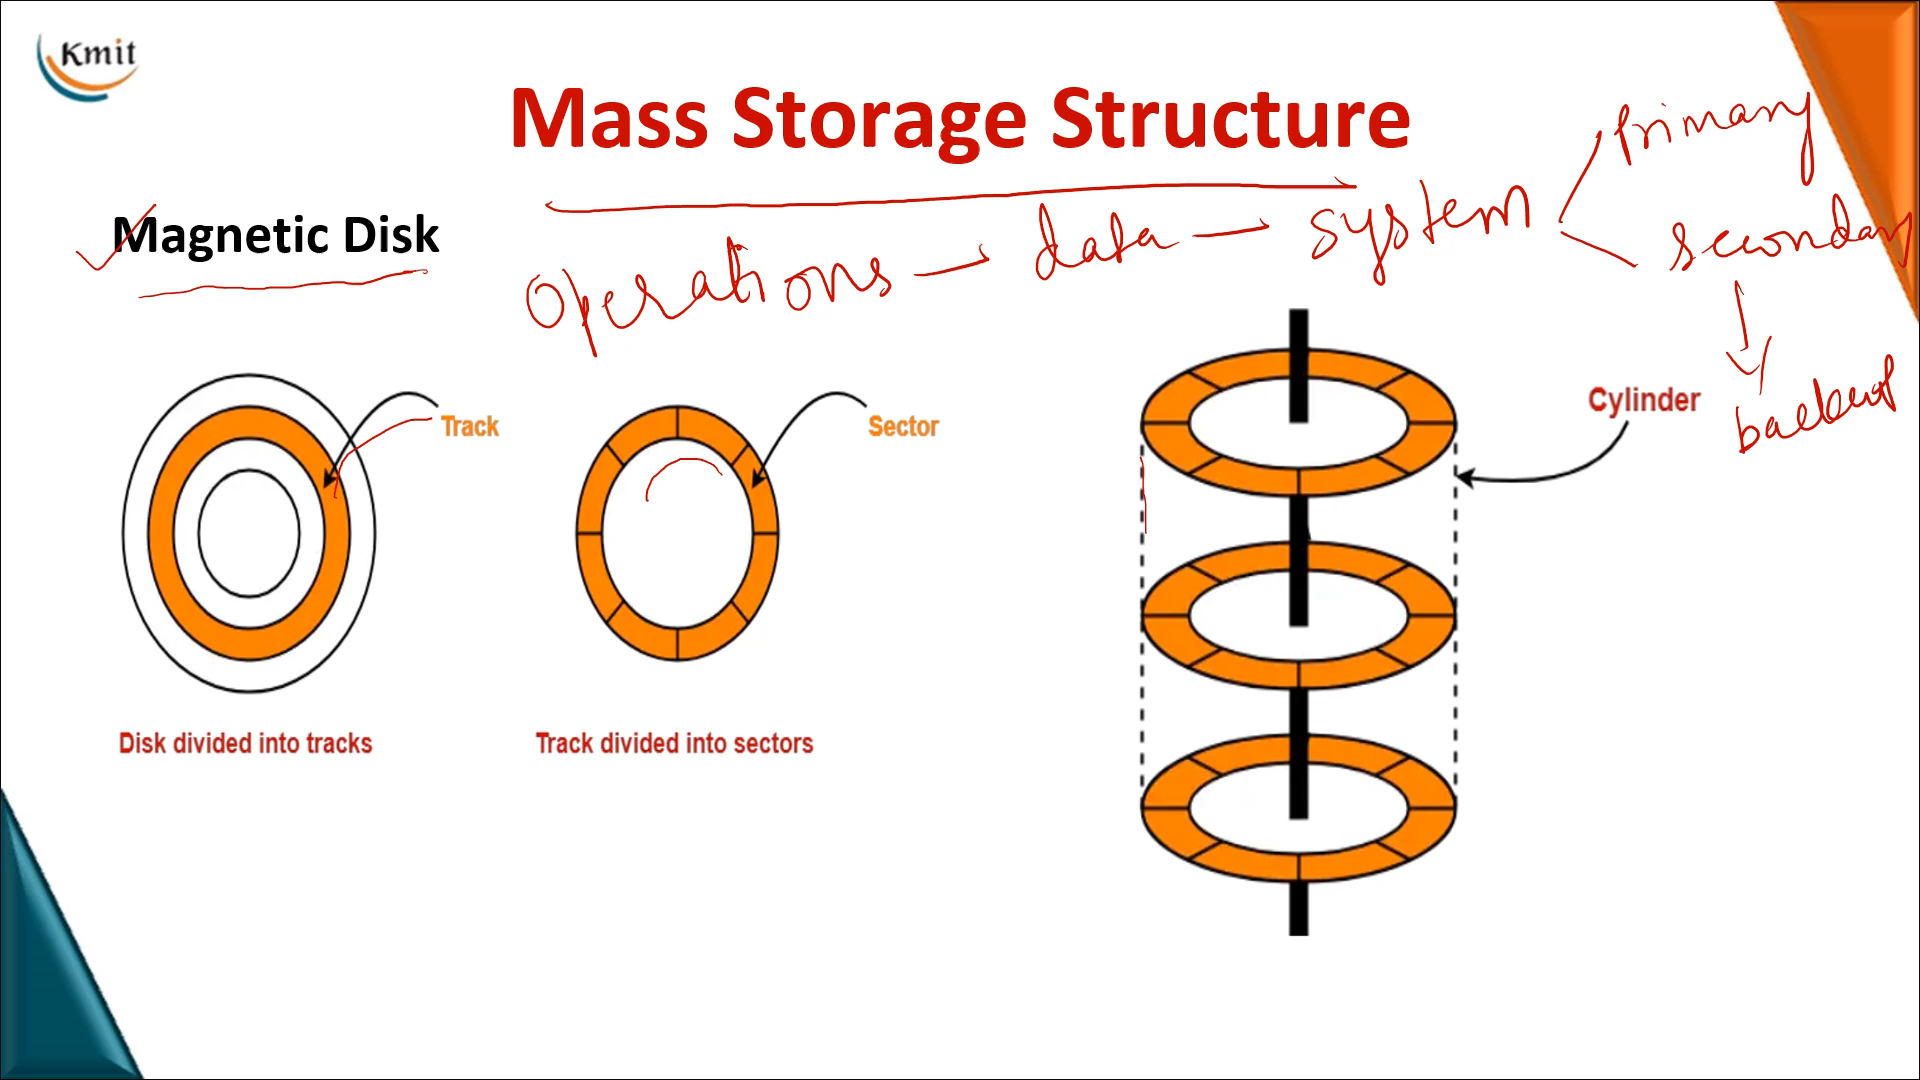 Kmit
Mass Storage Structure
Primary
Magnetic Disk
Operations → data → system
secondary
Cylinder
Track
Sector
Disk divided into tracks
Track divided into sectors